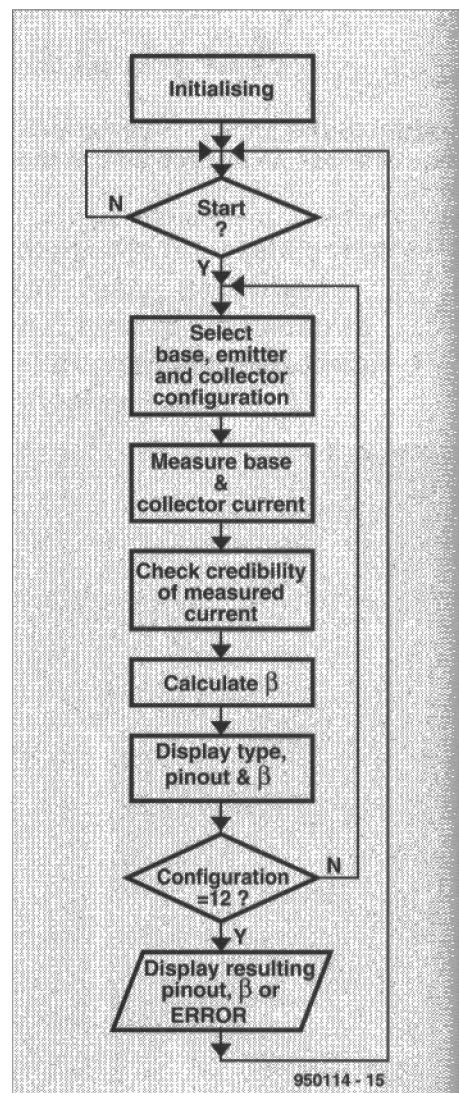 Initialising
N
Start
?
Y
Select
base, emitter
and collector
configuration
Measure base
&
collector current
Check credibility
of measured
current
Calculate β
Display type,
pinout & β
Configuration
=12 ?
N
Y
Display resulting
pinout, β or
ERROR
950114 - 15